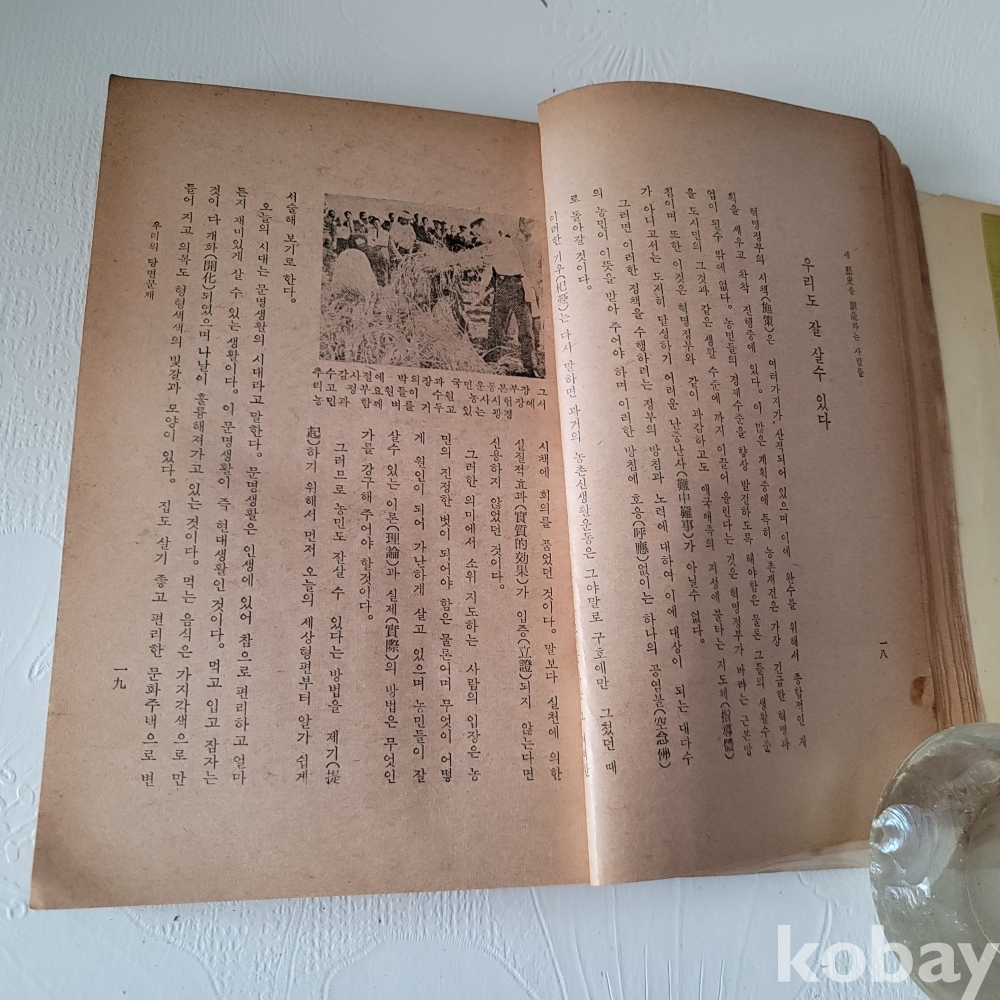 새 歷史를 創造하는 사람들
우리도 잘 살수 있다
혁명정부의 시책(施策)은 여러가지가 산적되어 있으며 이에 완수를 위해서 종합적인 계
획을 세우고 착착 진행중에 있다。 이 많은 계획중에 특히 농촌재건은 가장 긴급한 혁명과
업이 될수 밖에 없다。 농민들의 경제수준을 향상 발전하도록 해야함은 물론 그들의 생활수준
을 도시민의 그것과 같은 생활 수준에 까지 이끌어 올린다는 것은 혁명정부가 바라는 근본방
침이며 또한 이것은 혁명정부와 같이 과감하고도 애국애족의 지성에 불타는 지도체(指導體)
가 아니고서는 도저히 달성하기 어려운 난중난사(難中難事)가 아닐수 없다。
그러면 이러한 정책을 수행하려는 정부의 방침과 노력에 대하여 이에 대상이 되는 대다수
의 농민이 이뜻을 받아 주어야 하며 이러한 방침에 호응(呼應)없이는 하나의 공염불(空念佛)
로 돌아갈 것이다。
이러한 기우(杞憂)는 다시 말하면 과거의 농촌신생활운동은 그야말로 구호에만 그쳤던 때
一八
추수감사절에 박의장과 국민운동본부장 그
리고 정부요원들이 수원 농사시험장에서
농민과 함께 벼를 거두고 있는 광경
시책에 회의를 품었던 것이다。 말보다 실천에 의한
실질적효과(實質的効果)가 입증(立證)되지 않는다면
신용하지 않었던 것이다。
그러한 의미에서 소위 지도하는 사람의 입장은 농
민의 진정한 벗이 되어야 함은 물론이며 무엇이 어떻
게 원인이 되어 가난하게 살고 있으며 농민들이 잘
살수 있는 이론(理論)과 실제(實際)의 방법은 무엇인
가를 강구해 주어야 할것이다。
그러므로 농민도 잘살 수 있다는 방법을 제기(提
起)하기 위해서 먼저 오늘의 세상형편부터 알기 쉽게
서술해 보기로 한다。
오늘의 시대는 문명생활의 시대라고 말한다。 문명생활은 인생에 있어 참으로 편리하고 얼다
든지 재미있게 살 수 있는 생활이다。 이 문명생활이 즉 현대생활인 것이다。 먹고 입고 잠자는
것이 다 개화(開化)되였으며 나날이 훌륭해져가고 있는 것이다。 먹는 음식은 가지각색으로 만
들어 지고 의복도 형형색색의 빛갈과 모양이 있다。 집도 살기 좋고 편리한 문화주택으로 변
우리의 당면문제
一九
kobay